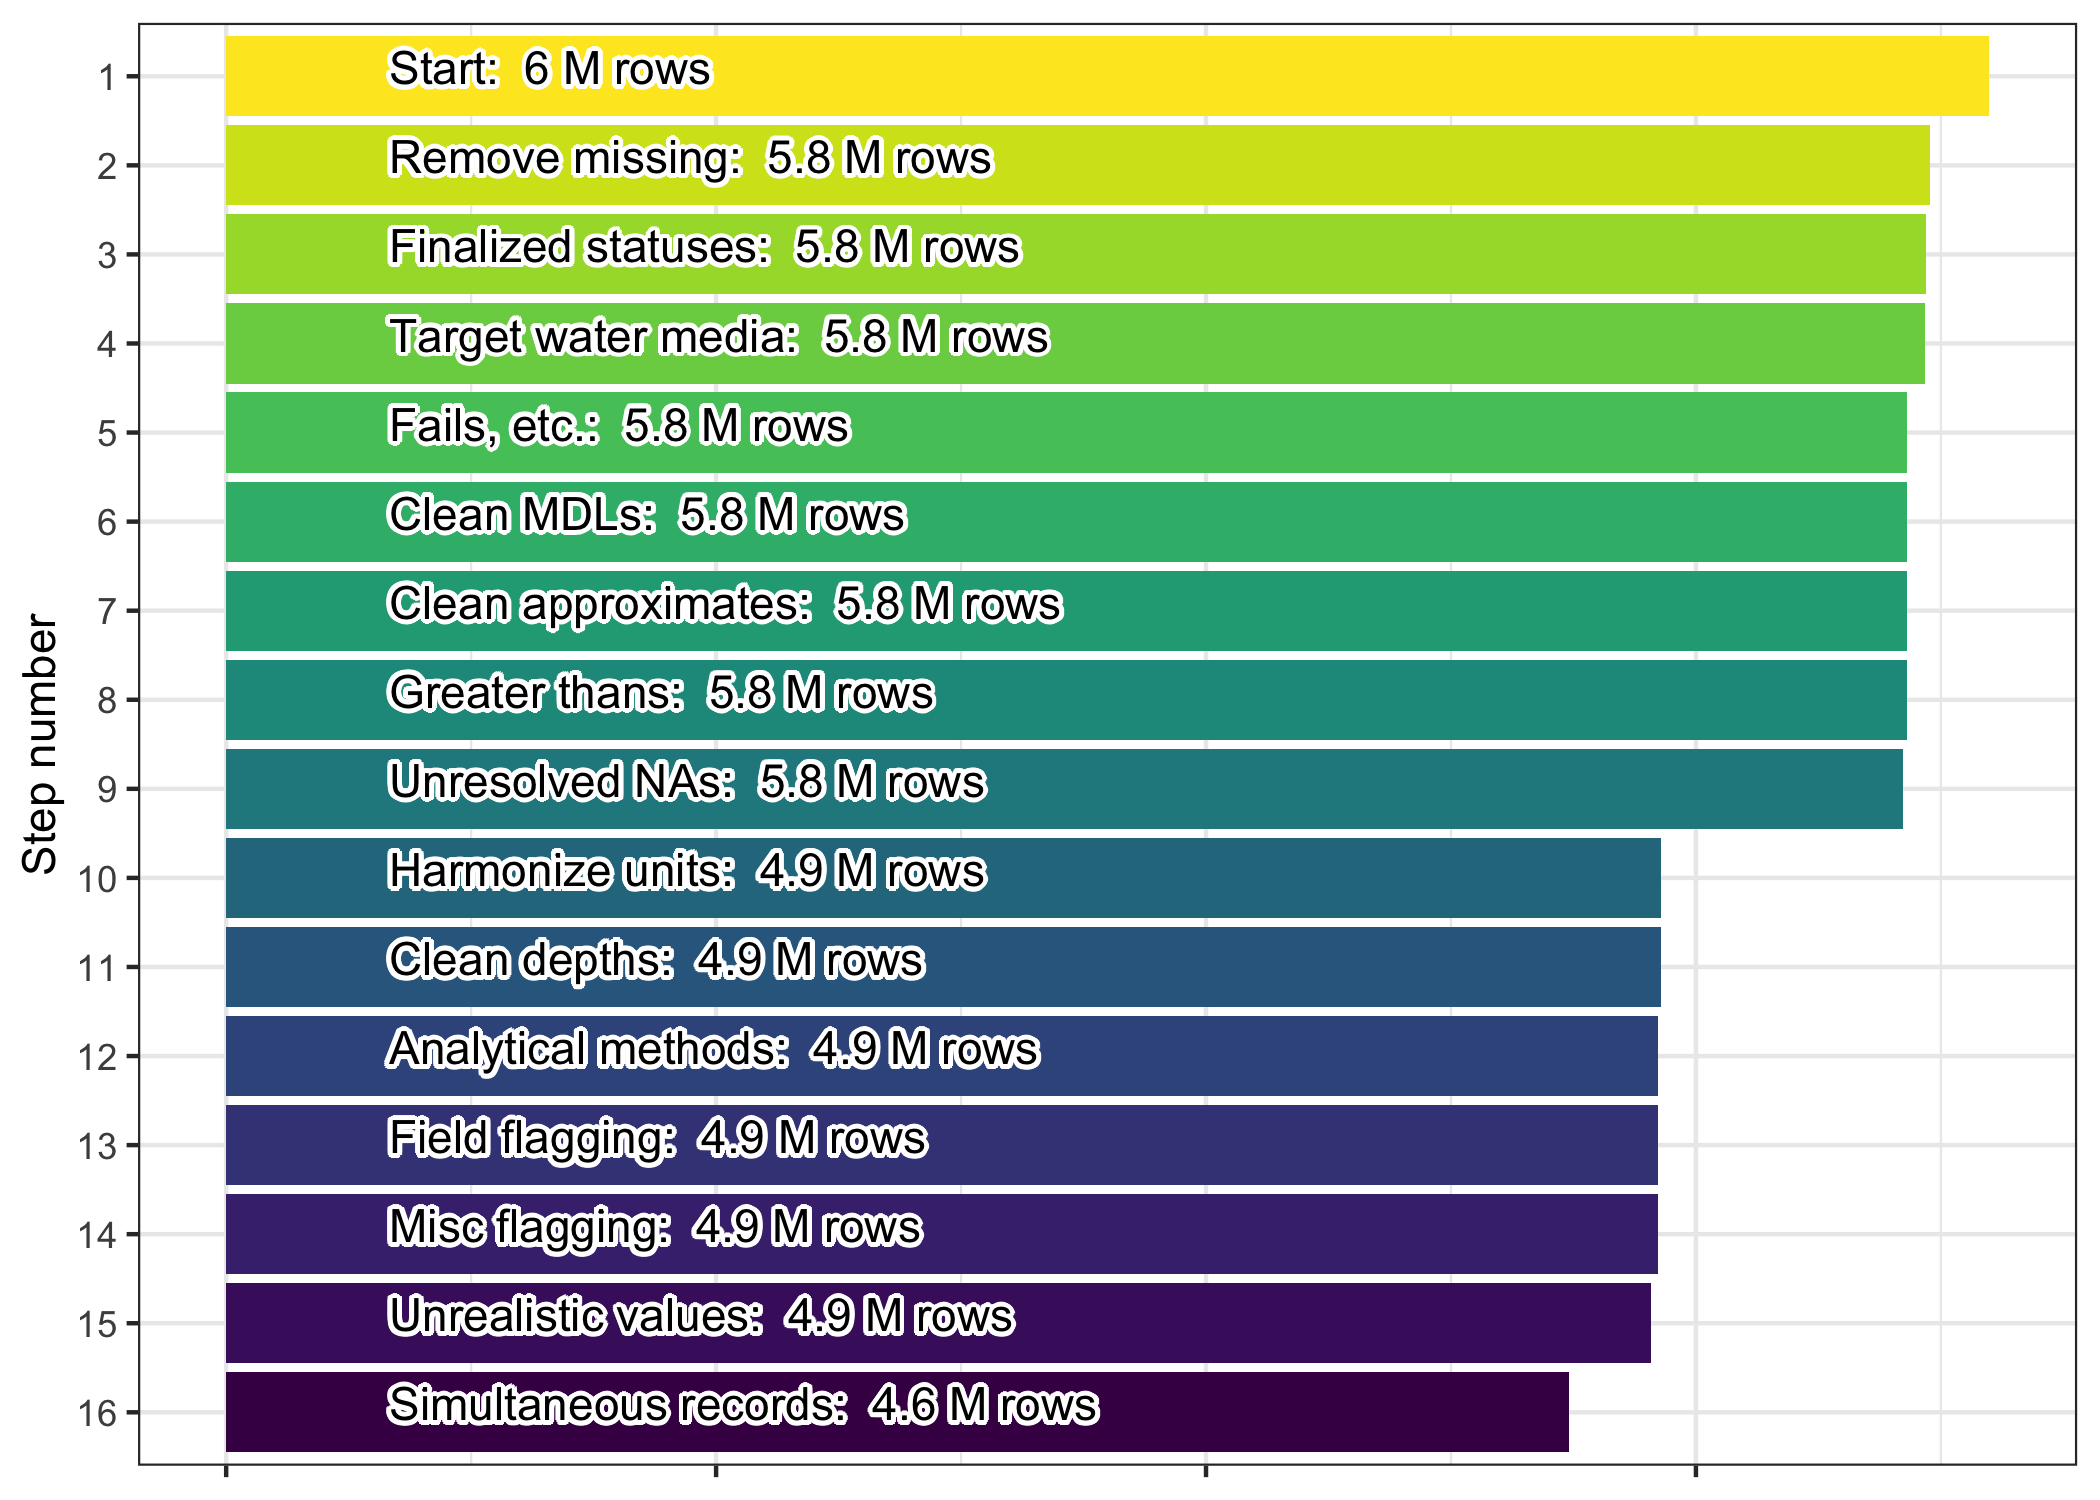 Step number
1 Start: 6 M rows
2 Remove missing: 5.8 M rows
3 Finalized statuses: 5.8 M rows
4 Target water media: 5.8 M rows
5 Fails, etc.: 5.8 M rows
6 Clean MDLs: 5.8 M rows
7 Clean approximates: 5.8 M rows
8 Greater thans: 5.8 M rows
9 Unresolved NAs: 5.8 M rows
10 Harmonize units: 4.9 M rows
11 Clean depths: 4.9 M rows
12 Analytical methods: 4.9 M rows
13 Field flagging: 4.9 M rows
14 Misc flagging: 4.9 M rows
15 Unrealistic values: 4.9 M rows
16 Simultaneous records: 4.6 M rows